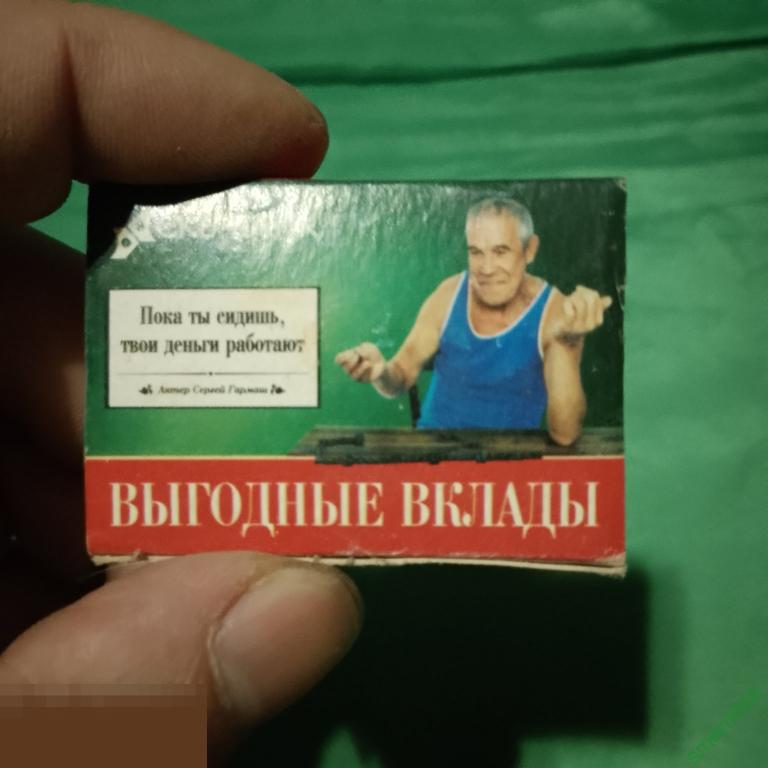 Пока ты сидишь,
твои деньги работают
Актер Сергей Гармаш
ВЫГОДНЫЕ ВКЛАДЫ